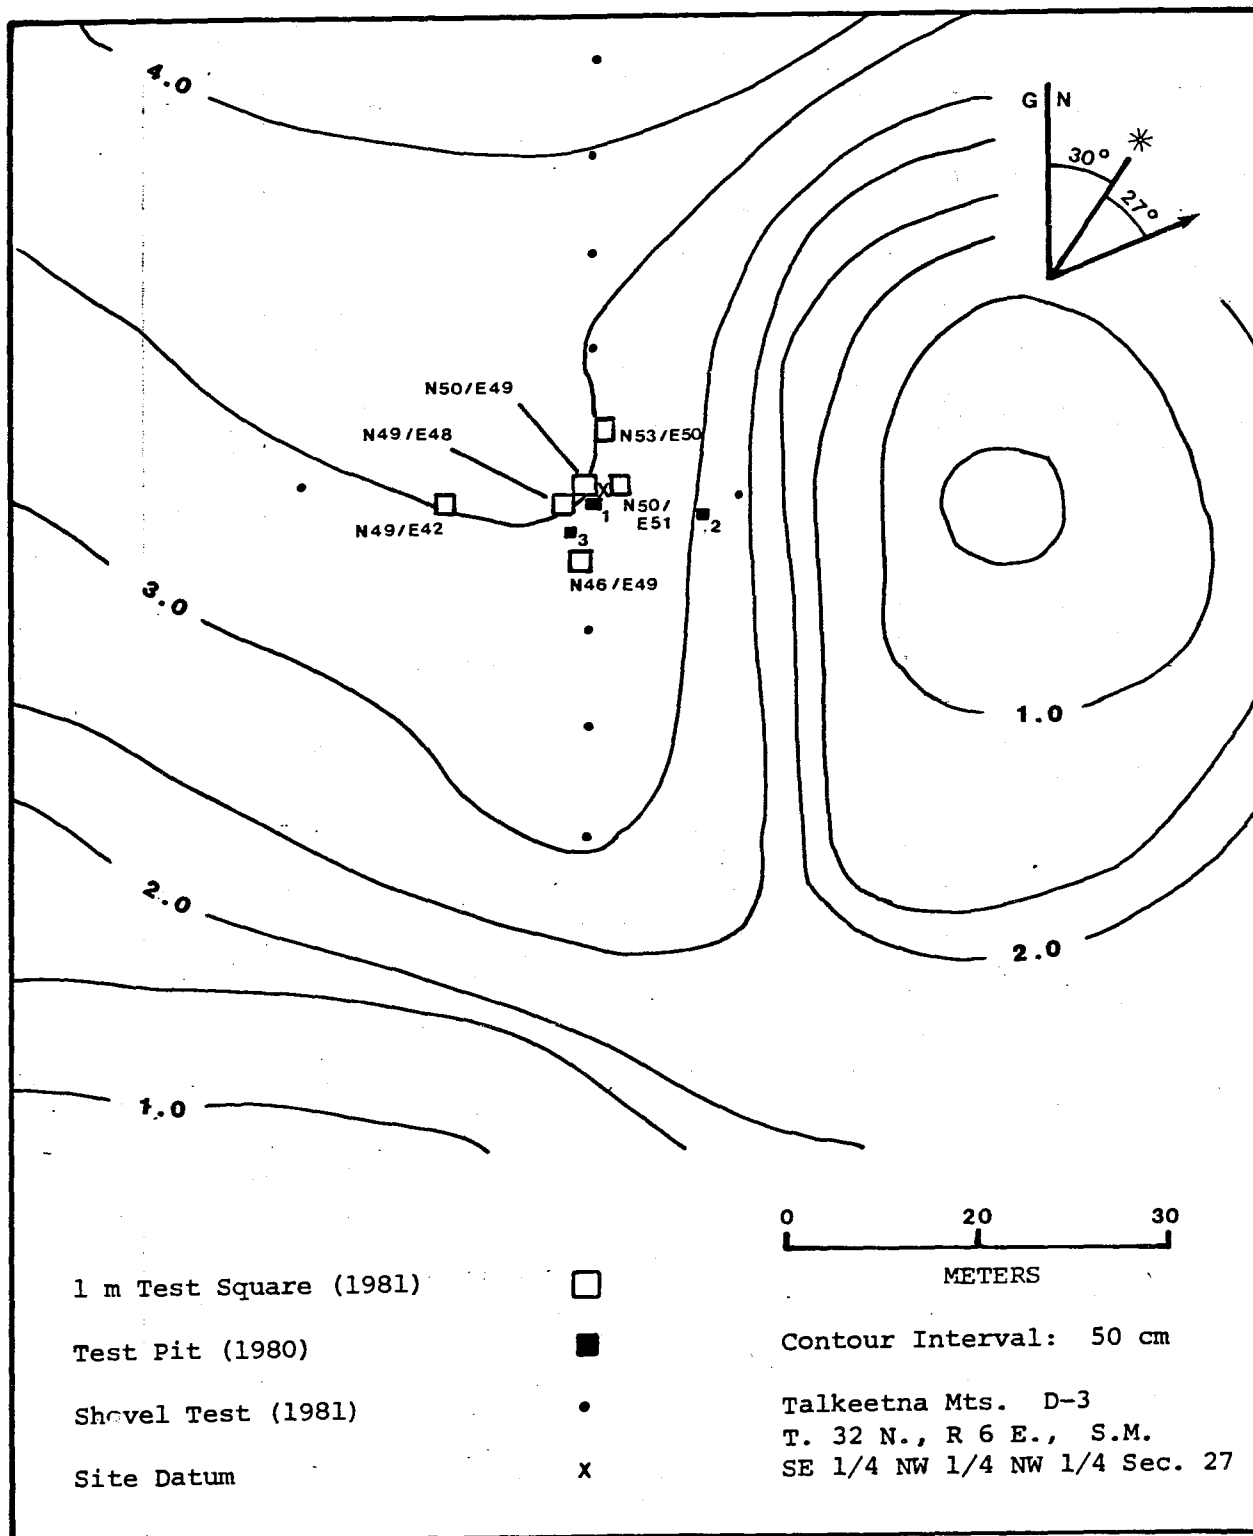 4.0
G N
30°
27°
N50/E49
N49/E48
N53/E50
N50/
E51
1
2
N49/E42
3
N46/E49
3.0
1.0
2.0
2.0
1.0
0 20 30
METERS
1 m Test Square (1981)
Test Pit (1980)
Shovel Test (1981)
Site Datum X
X
Contour Interval: 50 cm
Talkeetna Mts. D-3
T. 32 N., R 6 E., S.M.
SE 1/4 NW 1/4 NW 1/4 Sec. 27